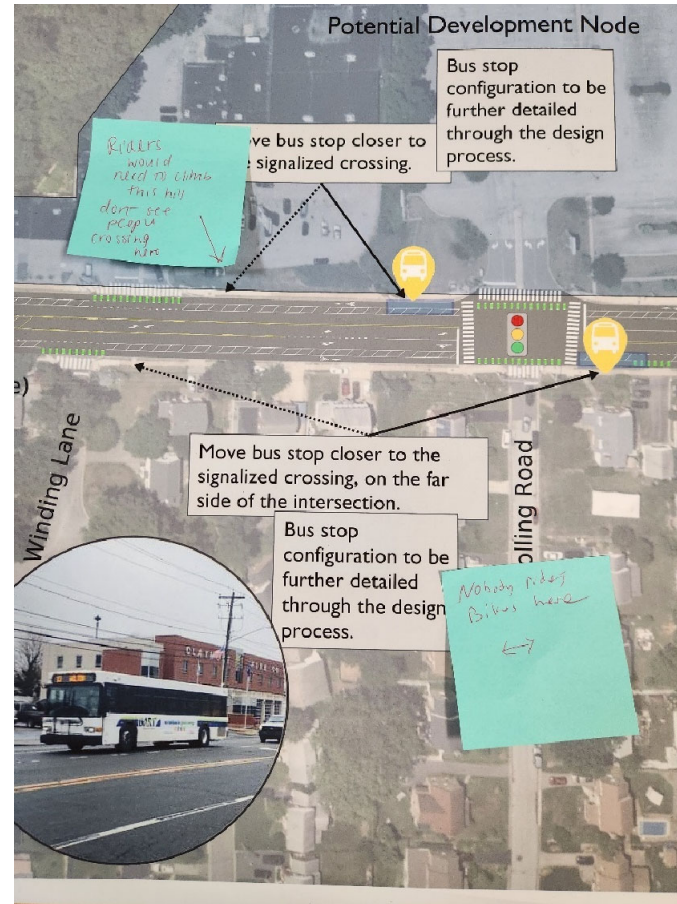 Potential Development Node
Bus stop
configuration to be
further detailed
through the design
process.
ve bus stop closer to
signalized crossing.
Riders
would
need to climb
this hill
don't see
people
crossing
here
e)
Winding Lane
Move bus stop closer to the
signalized crossing, on the far
side of the intersection.
olling Road
Bus stop
configuration to be
further detailed
through the design
process.
Nobody rides
Bikes here